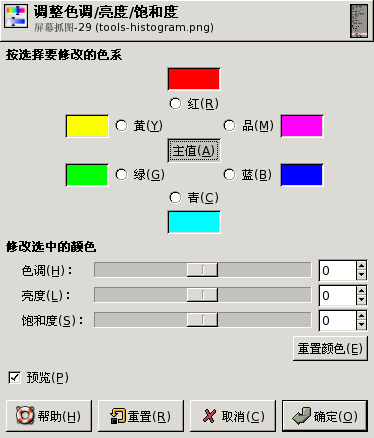 调整色调/亮度/饱和度
屏幕抓图-29 (tools-histogram.png)
按选择要修改的色系
红(R)
黄(Y)
品(M)
主值(A)
绿(G)
蓝(B)
青(C)
修改选中的颜色
色调(H)：
0
亮度(L)：
0
饱和度(S)：
0
重置颜色(E)
预览(P)
帮助(H)
重置(R)
取消(C)
确定(O)